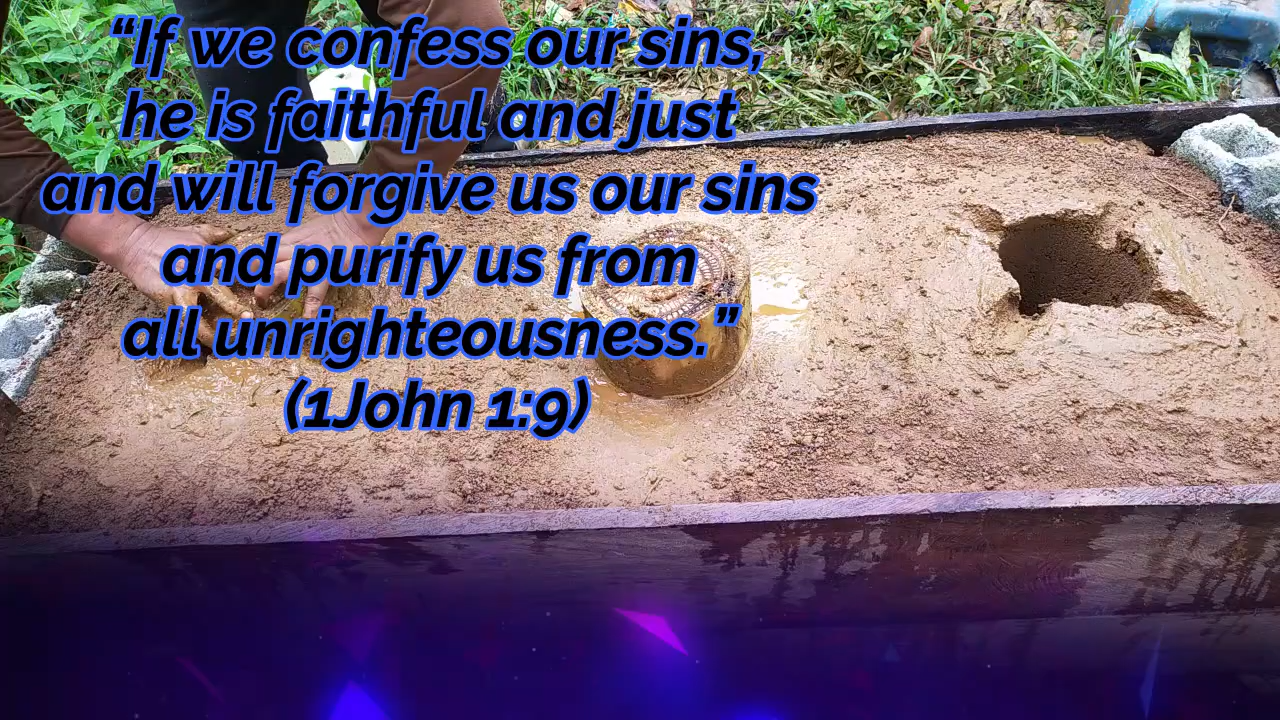 “If we confess our sins,
he is faithful and just
and will forgive us our sins
and purify us from
all unrighteousness.”
(1John 1:9)